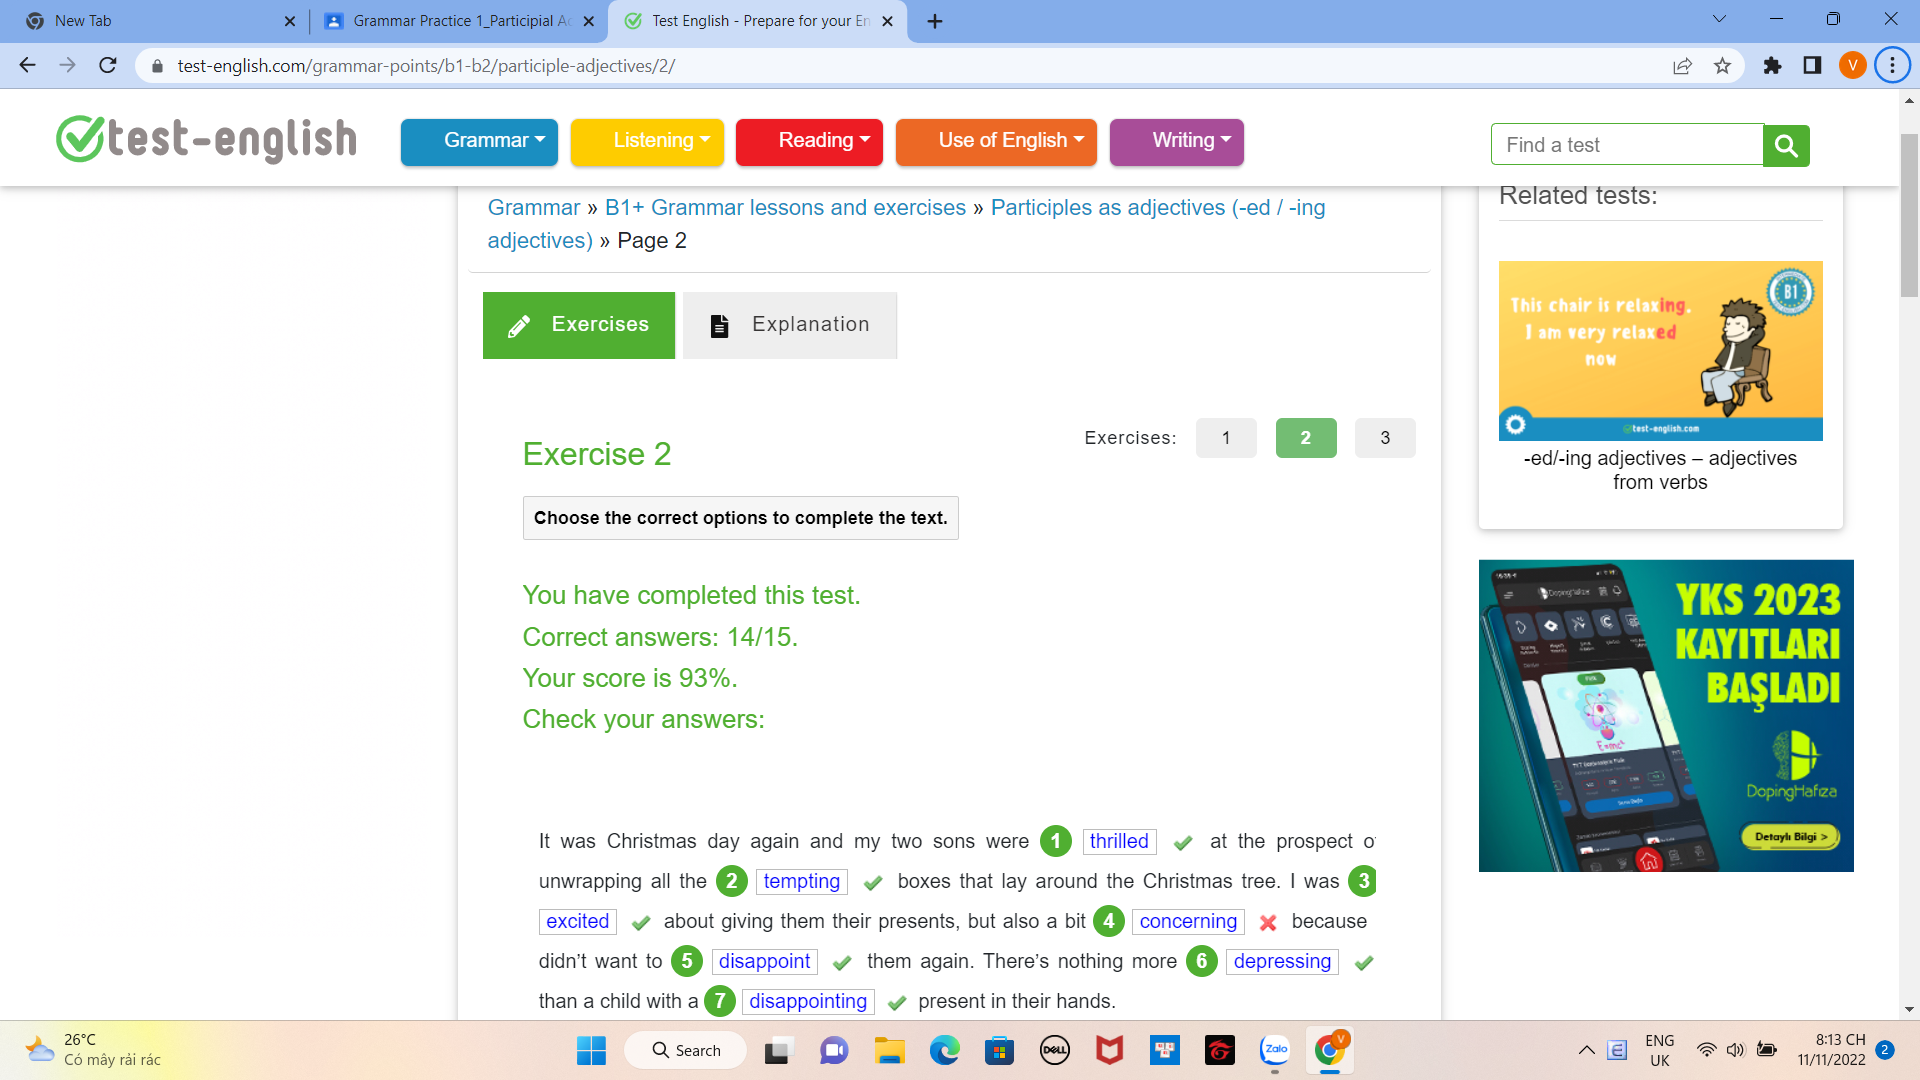 New Tab
Grammar Practice 1_Participial A
Test English - Prepare for your En
test-english.com/grammar-points/b1-b2/participle-adjectives/2/
V
test-english
Grammar
Listening
Reading
Use of English
Writing
Find a test
Grammar » B1+ Grammar lessons and exercises » Participles as adjectives (-ed / -ing
adjectives) » Page 2
Exercises
Explanation
Exercise 2
Exercises: 1 2 3
Choose the correct options to complete the text.
You have completed this test.
Correct answers: 14/15.
Your score is 93%.
Check your answers:
It was Christmas day again and my two sons were 1 thrilled at the prospect of
unwrapping all the 2 tempting boxes that lay around the Christmas tree. I was 3
excited about giving them their presents, but also a bit 4 concerning because
didn't want to 5 disappoint them again. There's nothing more 6 depressing
than a child with a 7 disappointing present in their hands.
Related tests:
This chair is relaxing.
I am very relaxed
now
B1
test-english.com
-ed/-ing adjectives – adjectives
from verbs
YKS 2023
KAYITLARI
BAŞLADI
DopingHafıza
E=mc²
Detaylı Bilgi >
26°C
Có mây rải rác
Search
DELL
Zalo
V
ENG
UK
8:13 CH
11/11/2022
2